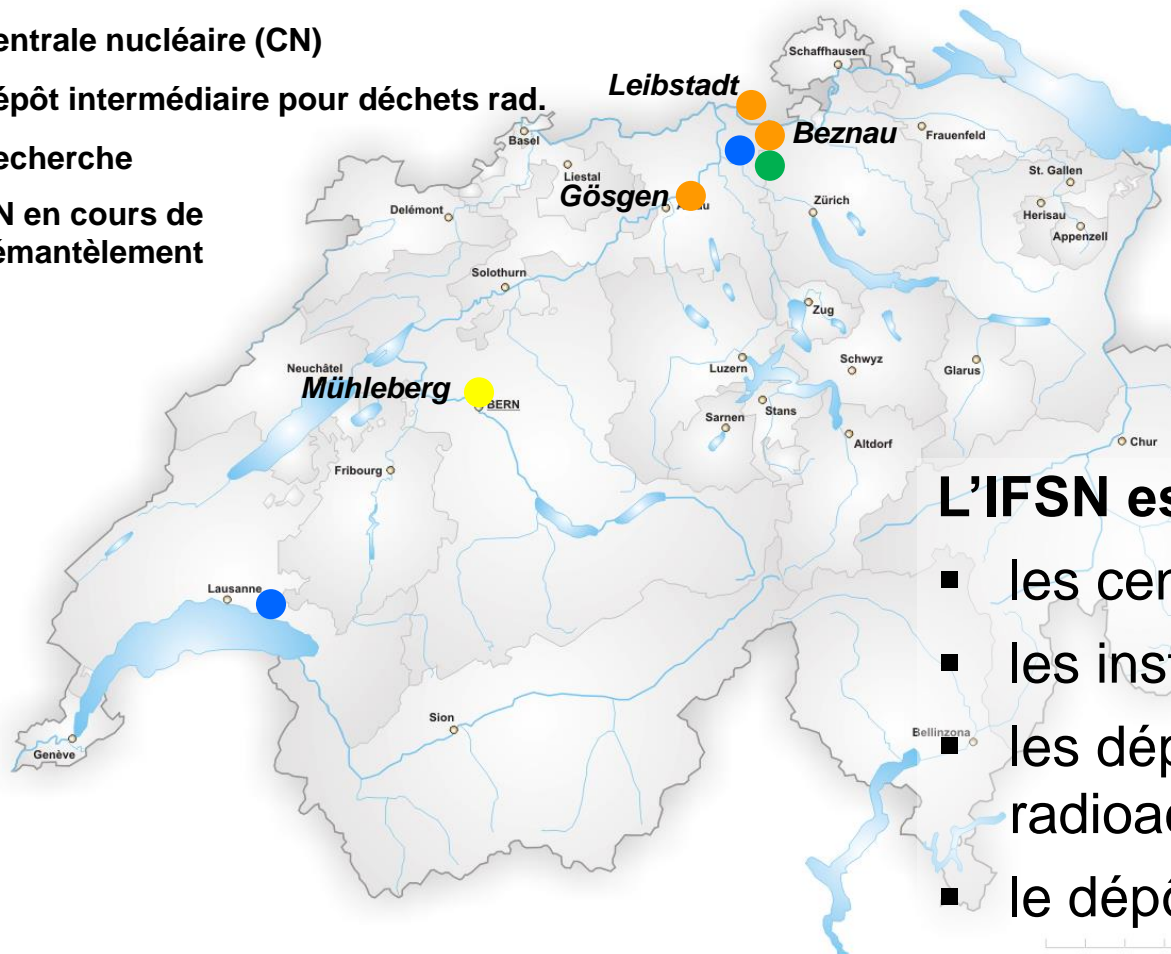 entrale nucléaire (CN)
épôt intermédiaire pour déchets rad.
echerche
N en cours de
émantèlement
Schaffhausen
Leibstadt
Beznau
Frauenfeld
Basel
Liestal
St. Gallen
Gösgen
Delémont
Zürich
Herisau
Appenzell
Solothurn
Zug
Neuchâtel
Luzern
Schwyz
Glarus
Mühleberg
BERN
Sarnen
Stans
Altdorf
Chur
Fribourg
L'IFSN es
▪ les cen
▪ les inst
▪ les dép
radioac
▪ le dépô
Lausanne
Sion
Bellinzona
Genève